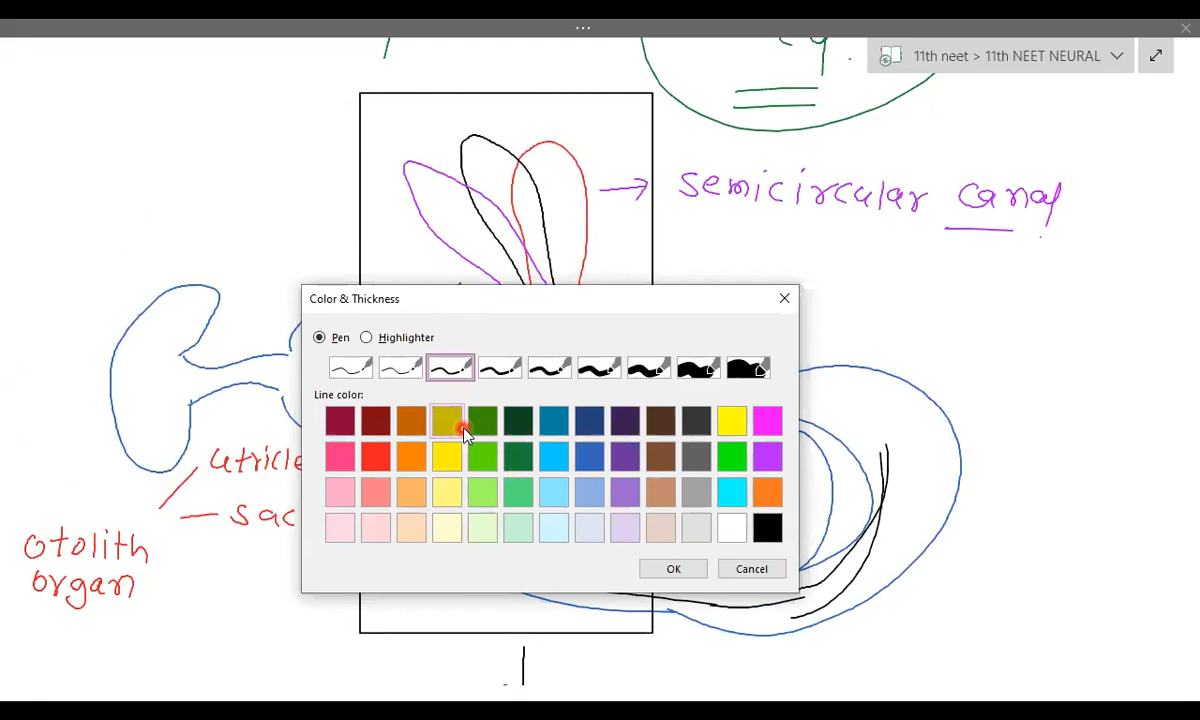 11th neet > 11th NEET NEURAL
semicircular canal
Color & Thickness
Pen
Highlighter
Line color:
utricle
sac
otolith
organ
OK
Cancel